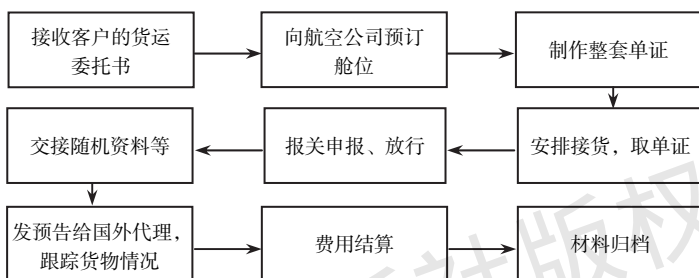 接收客户的货运
委托书
向航空公司预订
舱位
制作整套单证
安排接货，取单证
报关申报、放行
交接随机资料等
发预告给国外代理，
跟踪货物情况
费用结算
材料归档
社版权